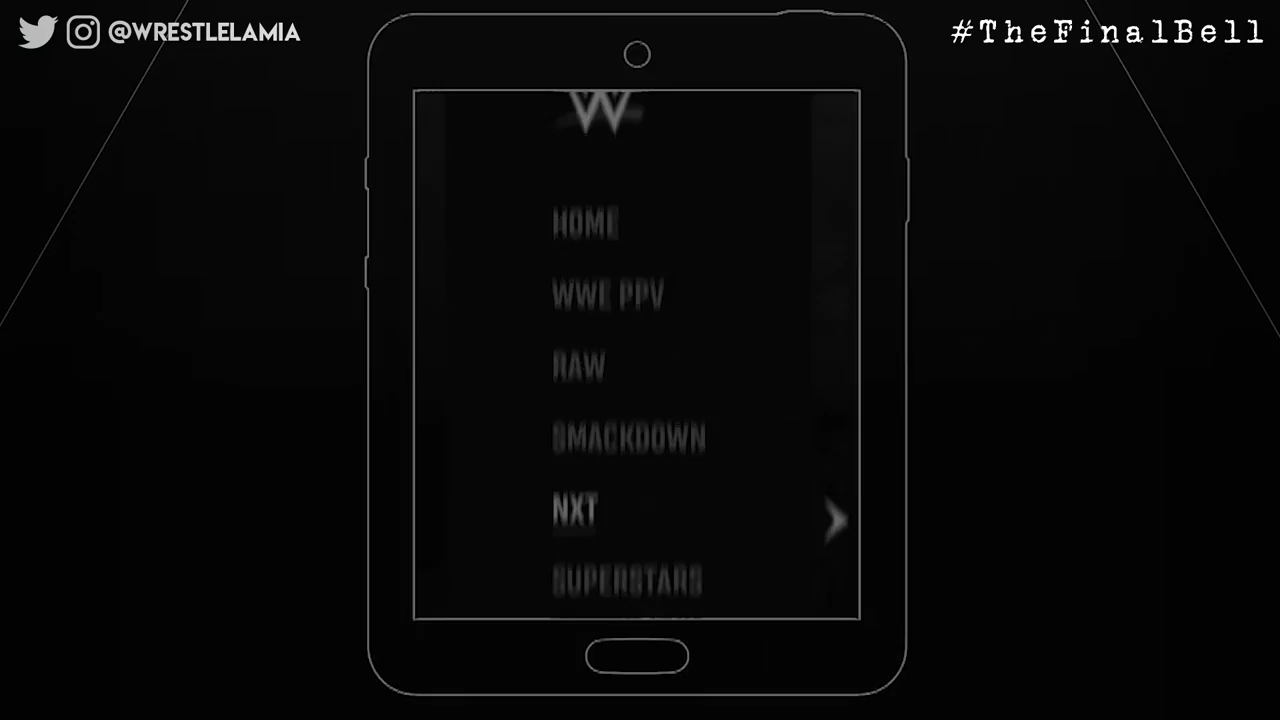 @WRESTLELAMIA
#TheFinalBell
W
HOME
WWE PPV
RAW
SMACKDOWN
NXT
SUPERSTARS